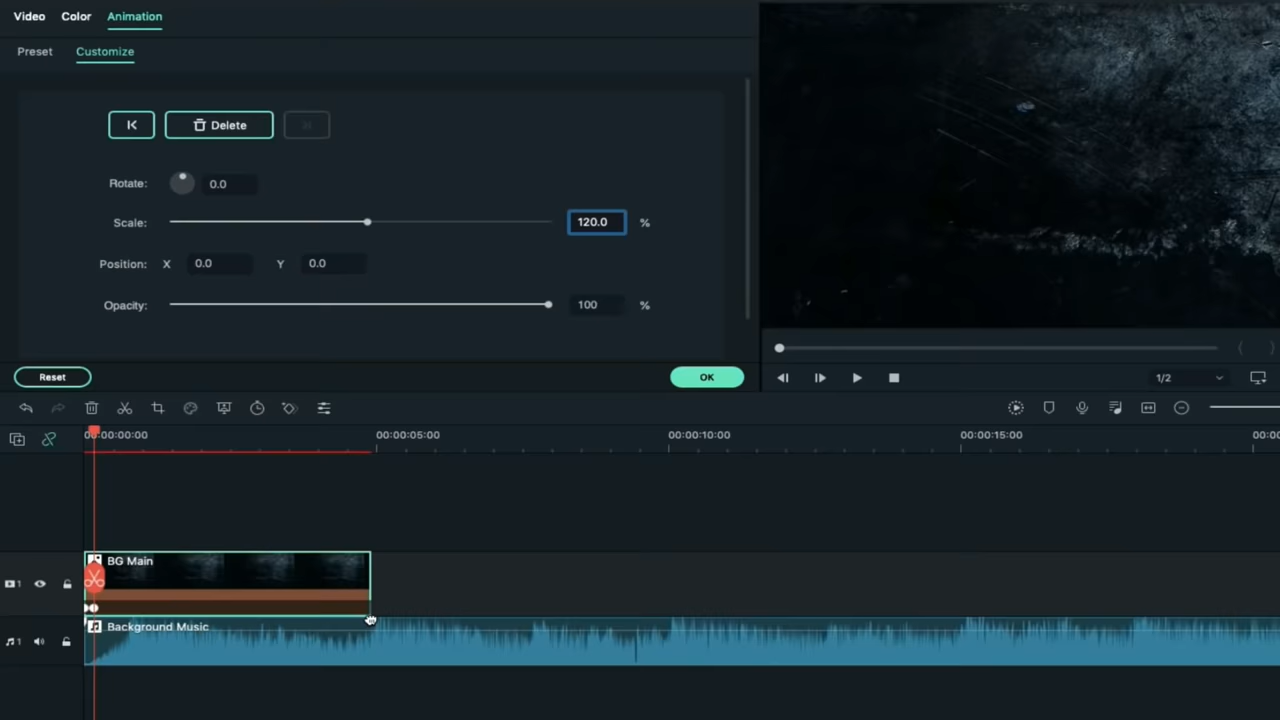 Video Color Animation
Preset Customize
Delete
Rotate: 0.0
Scale: 120.0 %
Position: X 0.0 Y 0.0
Opacity: 100 %
Reset OK
1/2
00:00:00:00 00:00:05:00 00:00:10:00 00:00:15:00 00:00
BG Main
1
Background Music
1